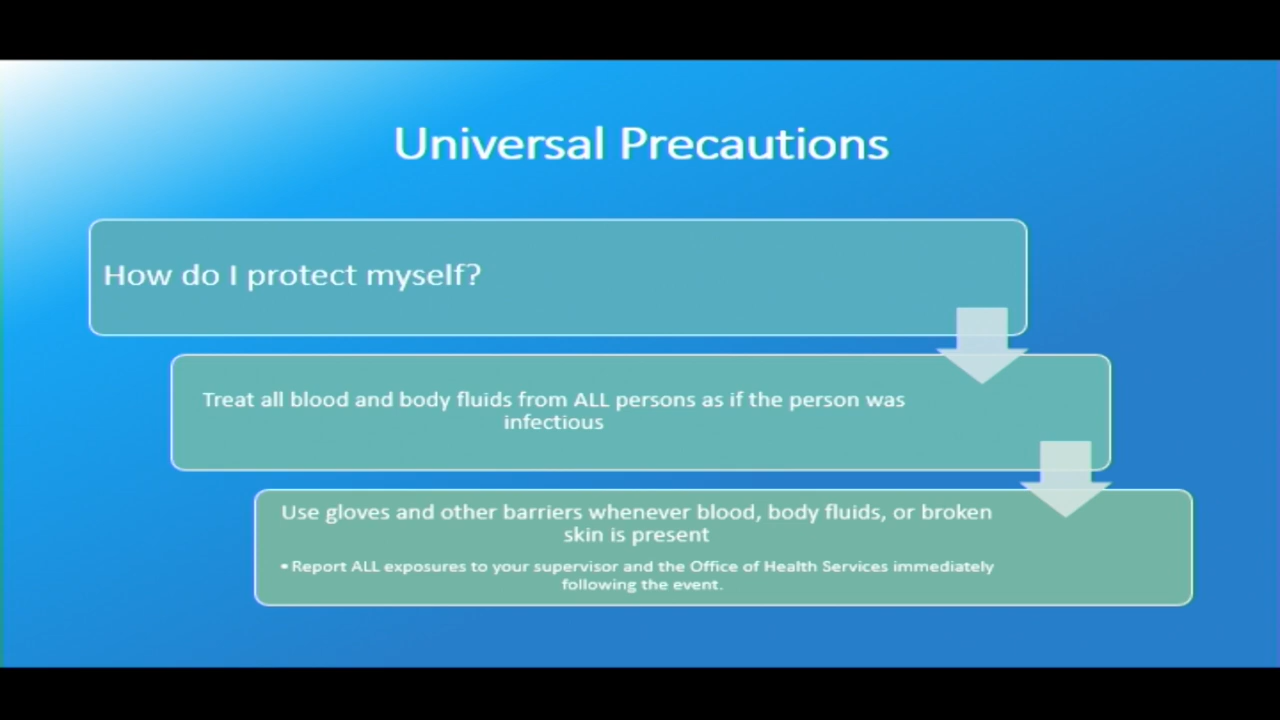 Universal Precautions
How do I protect myself?
Treat all blood and body fluids from ALL persons as if the person was
infectious
Use gloves and other barriers whenever blood, body fluids, or broken
skin is present
• Report ALL exposures to your supervisor and the Office of Health Services immediately
following the event.